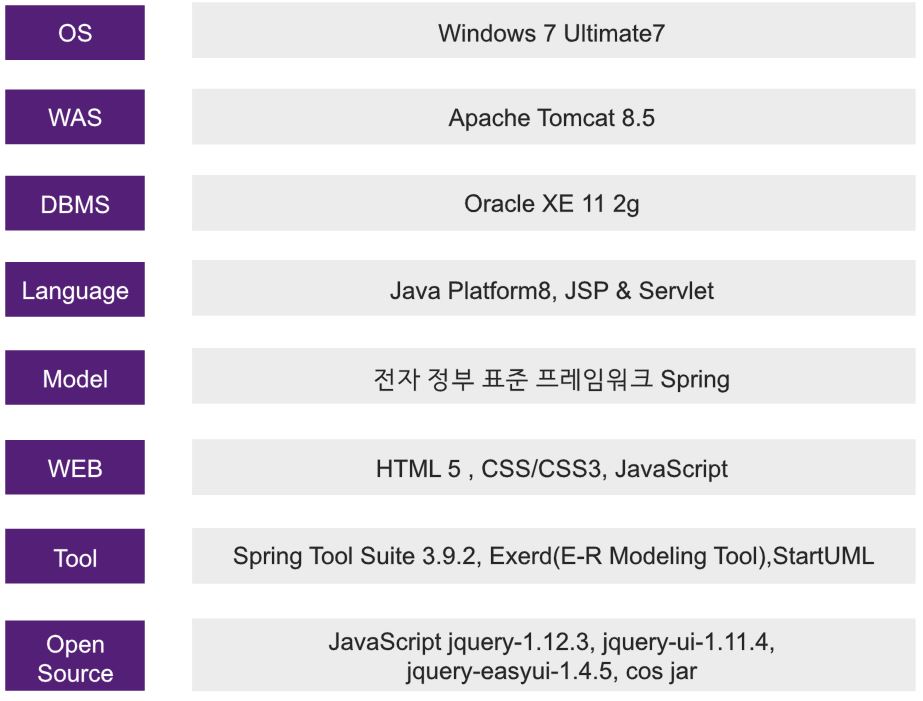 OS
Windows 7 Ultimate7
WAS
Apache Tomcat 8.5
DBMS
Oracle XE 11 2g
Language
Java Platform8, JSP & Servlet
Model
전자 정부 표준 프레임워크 Spring
WEB
HTML 5 , CSS/CSS3, JavaScript
Tool
Spring Tool Suite 3.9.2, Exerd(E-R Modeling Tool),StartUML
Open
Source
JavaScript jquery-1.12.3, jquery-ui-1.11.4,
jquery-easyui-1.4.5, cos jar